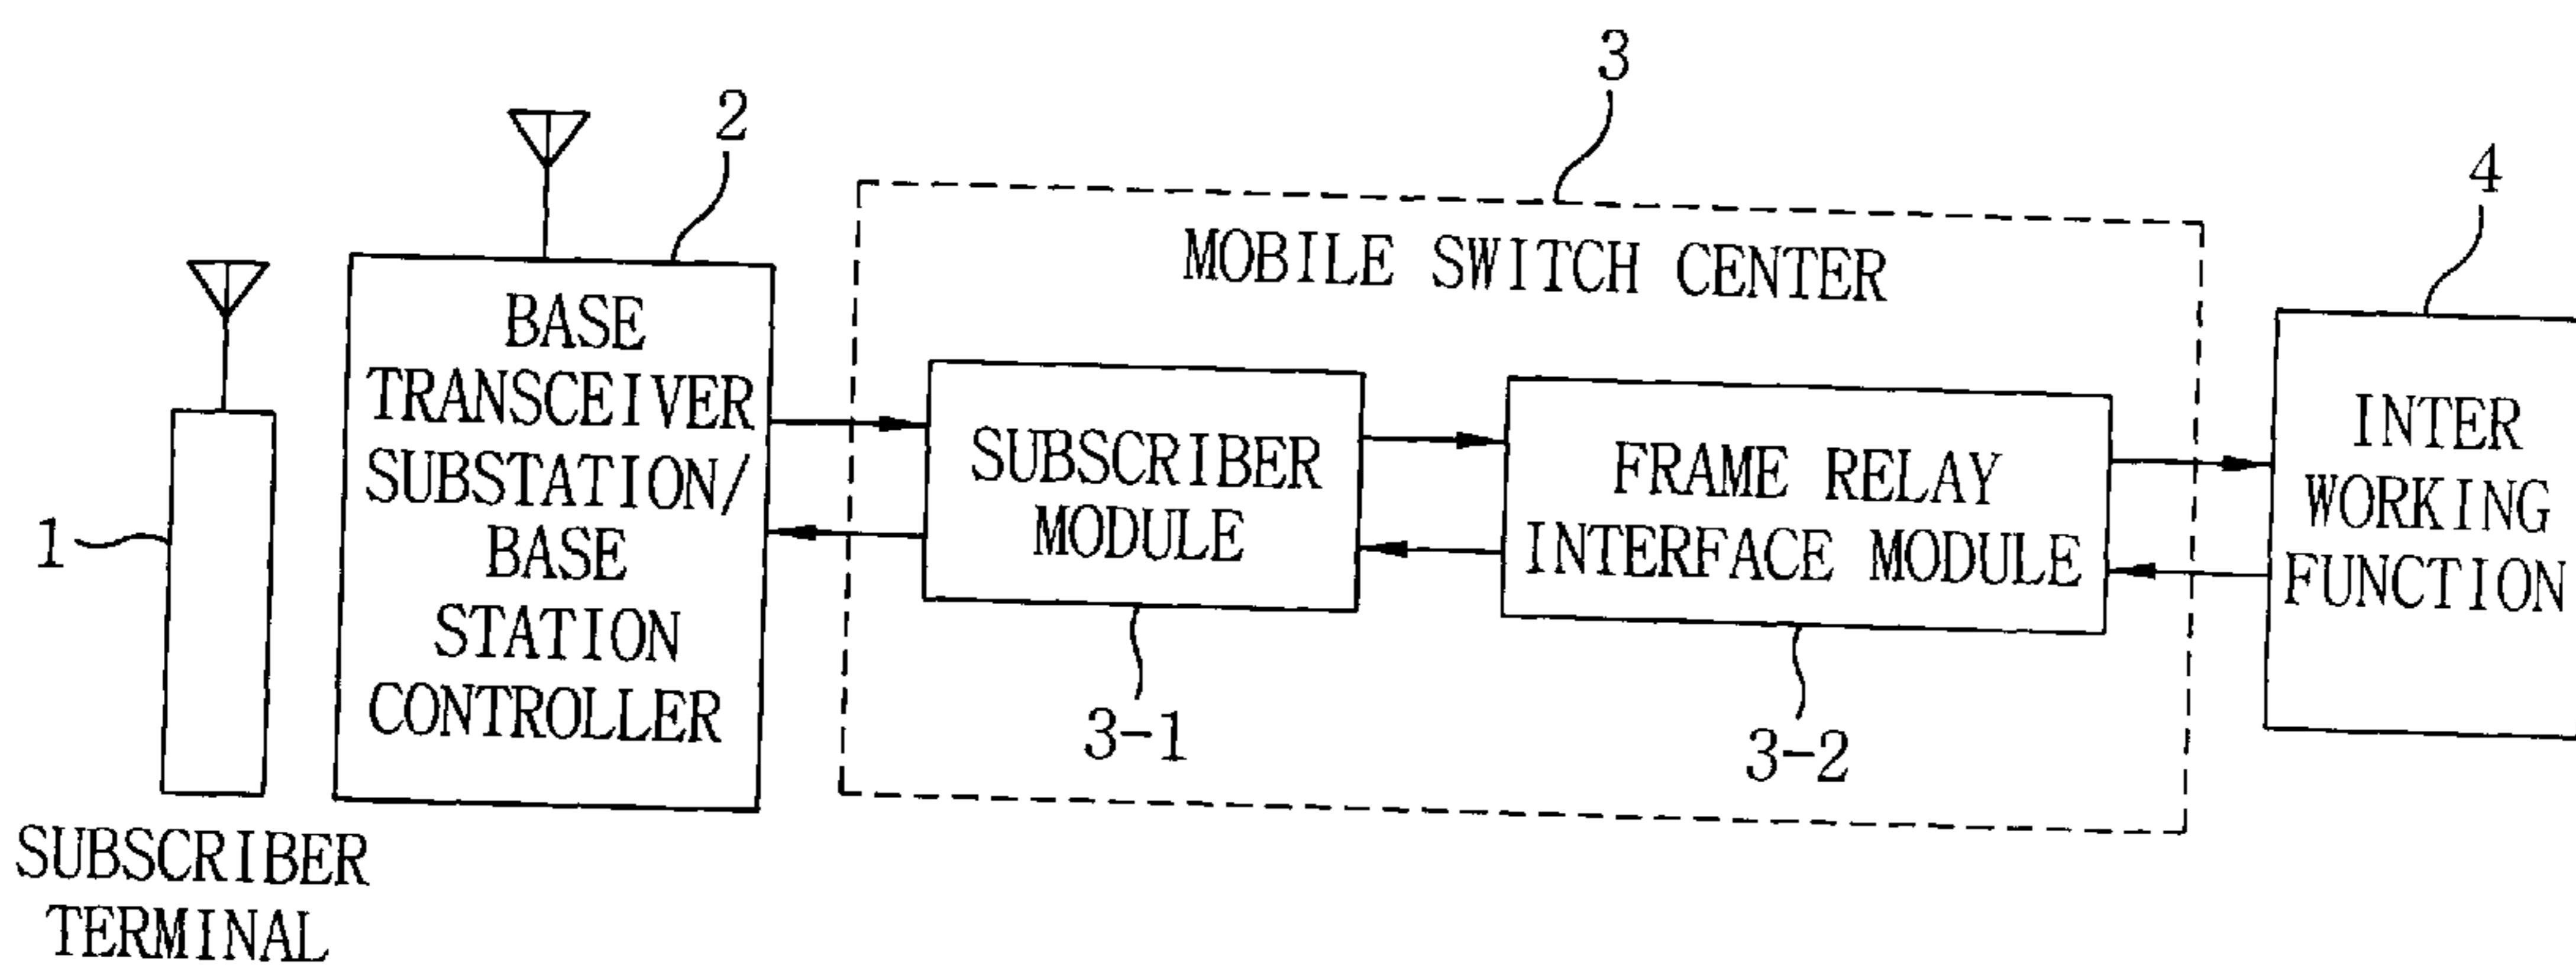 3
2
4
MOBILE SWITCH CENTER
BASE
TRANSCEIVER
SUBSTATION/
BASE
STATION
CONTROLLER
SUBSCRIBER
MODULE
FRAME RELAY
INTERFACE MODULE
INTER
WORKING
FUNCTION
1
3-1
3-2
SUBSCRIBER
TERMINAL